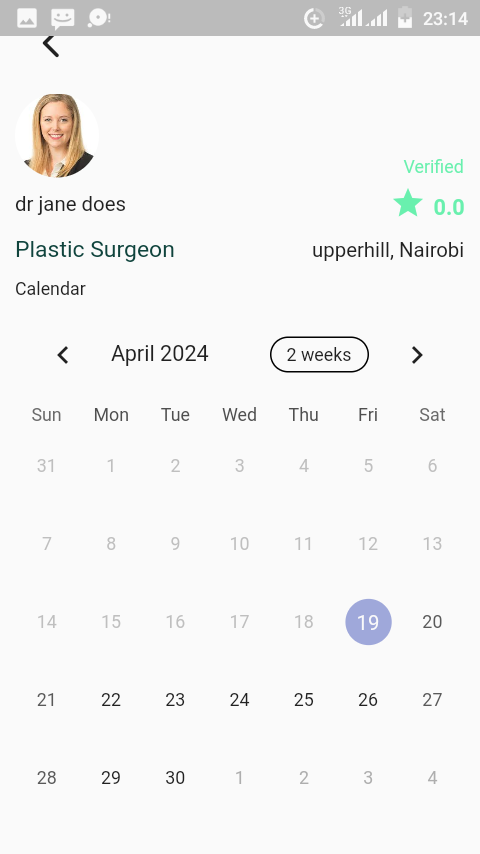 3G 23:14
Verified
dr jane does 0.0
Plastic Surgeon upperhill, Nairobi
Calendar
April 2024 2 weeks
Sun Mon Tue Wed Thu Fri Sat
31 1 2 3 4 5 6
7 8 9 10 11 12 13
14 15 16 17 18 19 20
21 22 23 24 25 26 27
28 29 30 1 2 3 4